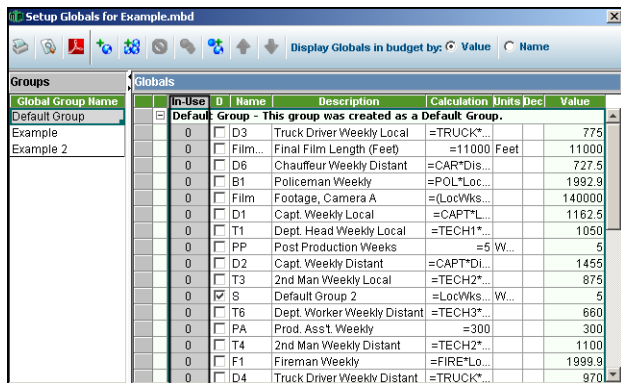 Setup Globals for Example.mbd
Display Globals in budget by: Value Name
Groups
Globals
Global Group Name
Default Group
Example
Example 2
In-Use D Name Description Calculation Units Dec Value
Default Group - This group was created as a Default Group.
0 D3 Truck Driver Weekly Local =TRUCK*... 775
0 Film... Final Film Length (Feet) =11000 Feet 11000
0 D6 Chauffeur Weekly Distant =CAR*Dis... 727.5
0 B1 Policeman Weekly =POL*Loc... 1992.9
0 Film Footage, Camera A =(LocWks... 140000
0 D1 Capt. Weekly Local =CAPT*L... 1162.5
0 T1 Dept. Head Weekly Local =TECH1*... 1050
0 PP Post Production Weeks =5 W... 5
0 D2 Capt. Weekly Distant =CAPT*Di... 1455
0 T3 2nd Man Weekly Local =TECH2*... 875
0 S Default Group 2 =LocWks... W... 5
0 T6 Dept. Worker Weekly Distant =TECH3*... 660
0 PA Prod. Ass't. Weekly =300 300
0 T4 2nd Man Weekly Distant =TECH2*... 1100
0 F1 Fireman Weekly =FIRE*Lo... 1999.9
0 D4 Truck Driver Weekly Distant =TRUCK*... 970